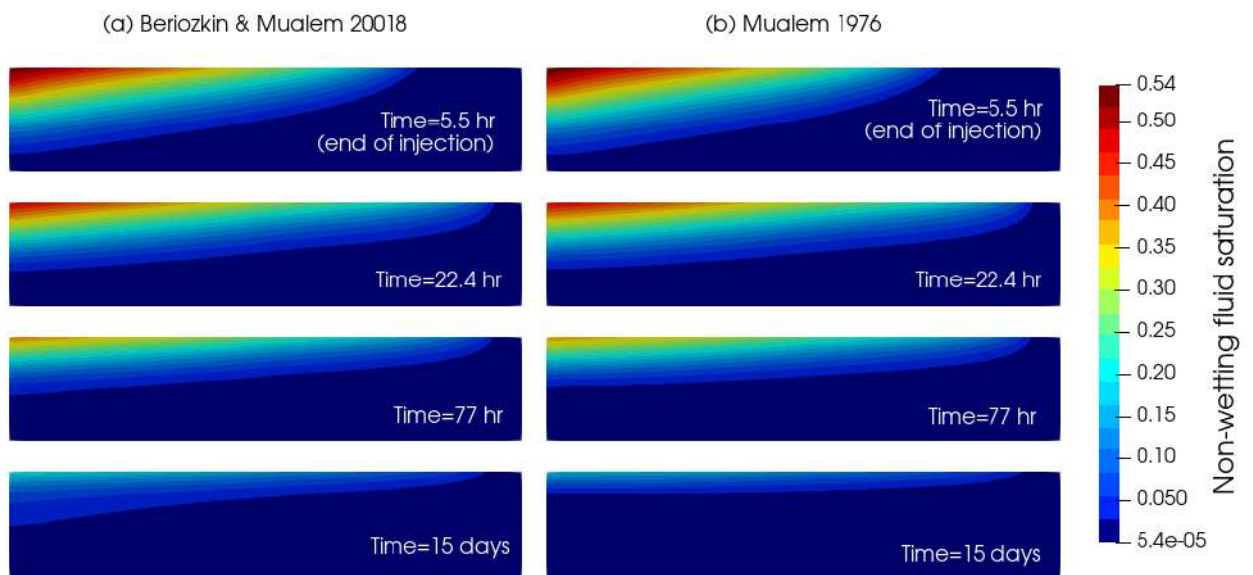 (a) Beriozkin & Mualem 20018
(b) Mualem 1976
Time=5.5 hr
(end of injection)
Time=5.5 hr
(end of injection)
Time=22.4 hr
Time=22.4 hr
Time=77 hr
Time=77 hr
Time=15 days
Time=15 days
0.54
0.50
0.45
0.40
0.35
0.30
0.25
0.20
0.15
0.10
0.050
5.4e-05
Non-wetting fluid saturation